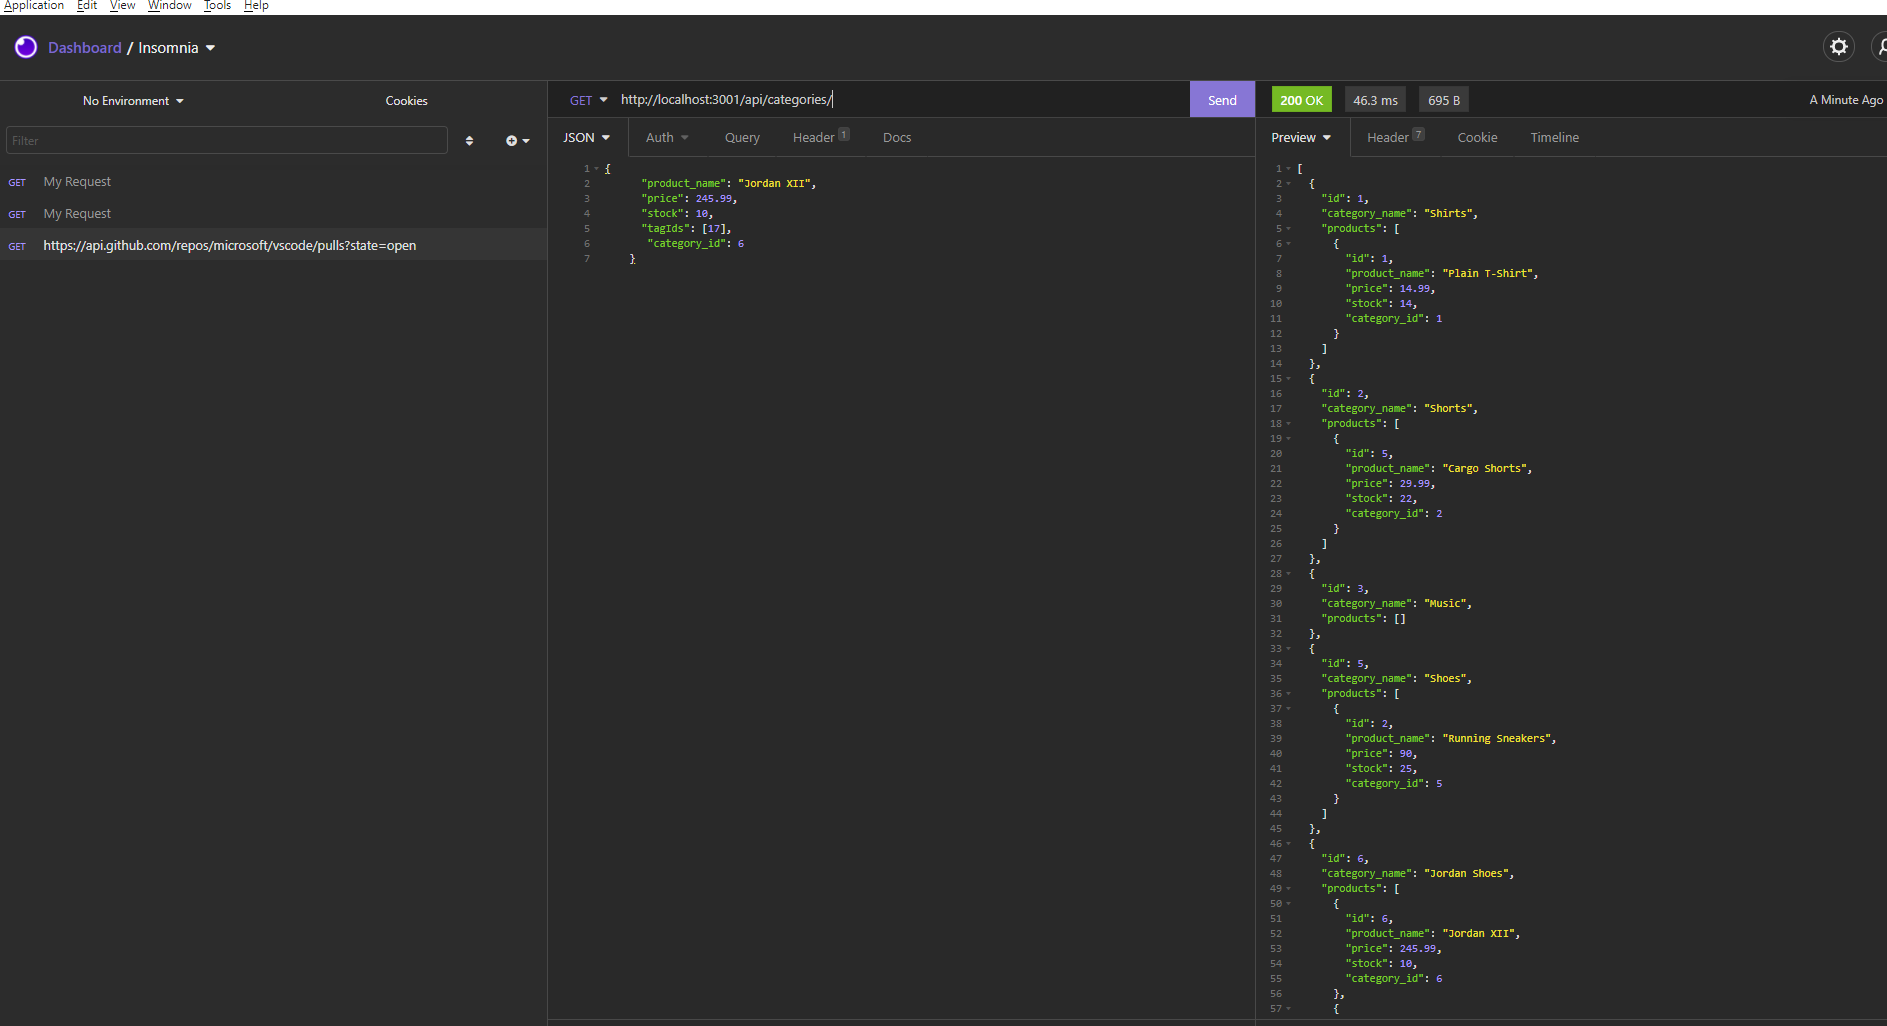 Application Edit View Window Tools Help
Dashboard / Insomnia
No Environment Cookies
Filter
GET My Request
GET My Request
GET https://api.github.com/repos/microsoft/vscode/pulls?state=open
GET http://localhost:3001/api/categories/ Send
JSON Auth Query Header 1 Docs
1 {
2 "product_name": "Jordan XII",
3 "price": 245.99,
4 "stock": 10,
5 "tagIds": [17],
6 "category_id": 6
7 }
200 OK 46.3 ms 695 B A Minute Ago
Preview Header 7 Cookie Timeline
1 [
2 {
3 "id": 1,
4 "category_name": "Shirts",
5 "products": [
6 {
7 "id": 1,
8 "product_name": "Plain T-Shirt",
9 "price": 14.99,
10 "stock": 14,
11 "category_id": 1
12 }
13 ]
14 },
15 {
16 "id": 2,
17 "category_name": "Shorts",
18 "products": [
19 {
20 "id": 5,
21 "product_name": "Cargo Shorts",
22 "price": 29.99,
23 "stock": 22,
24 "category_id": 2
25 }
26 ]
27 },
28 {
29 "id": 3,
30 "category_name": "Music",
31 "products": []
32 },
33 {
34 "id": 5,
35 "category_name": "Shoes",
36 "products": [
37 {
38 "id": 2,
39 "product_name": "Running Sneakers",
40 "price": 90,
41 "stock": 25,
42 "category_id": 5
43 }
44 ]
45 },
46 {
47 "id": 6,
48 "category_name": "Jordan Shoes",
49 "products": [
50 {
51 "id": 6,
52 "product_name": "Jordan XII",
53 "price": 245.99,
54 "stock": 10,
55 "category_id": 6
56 },
57 {